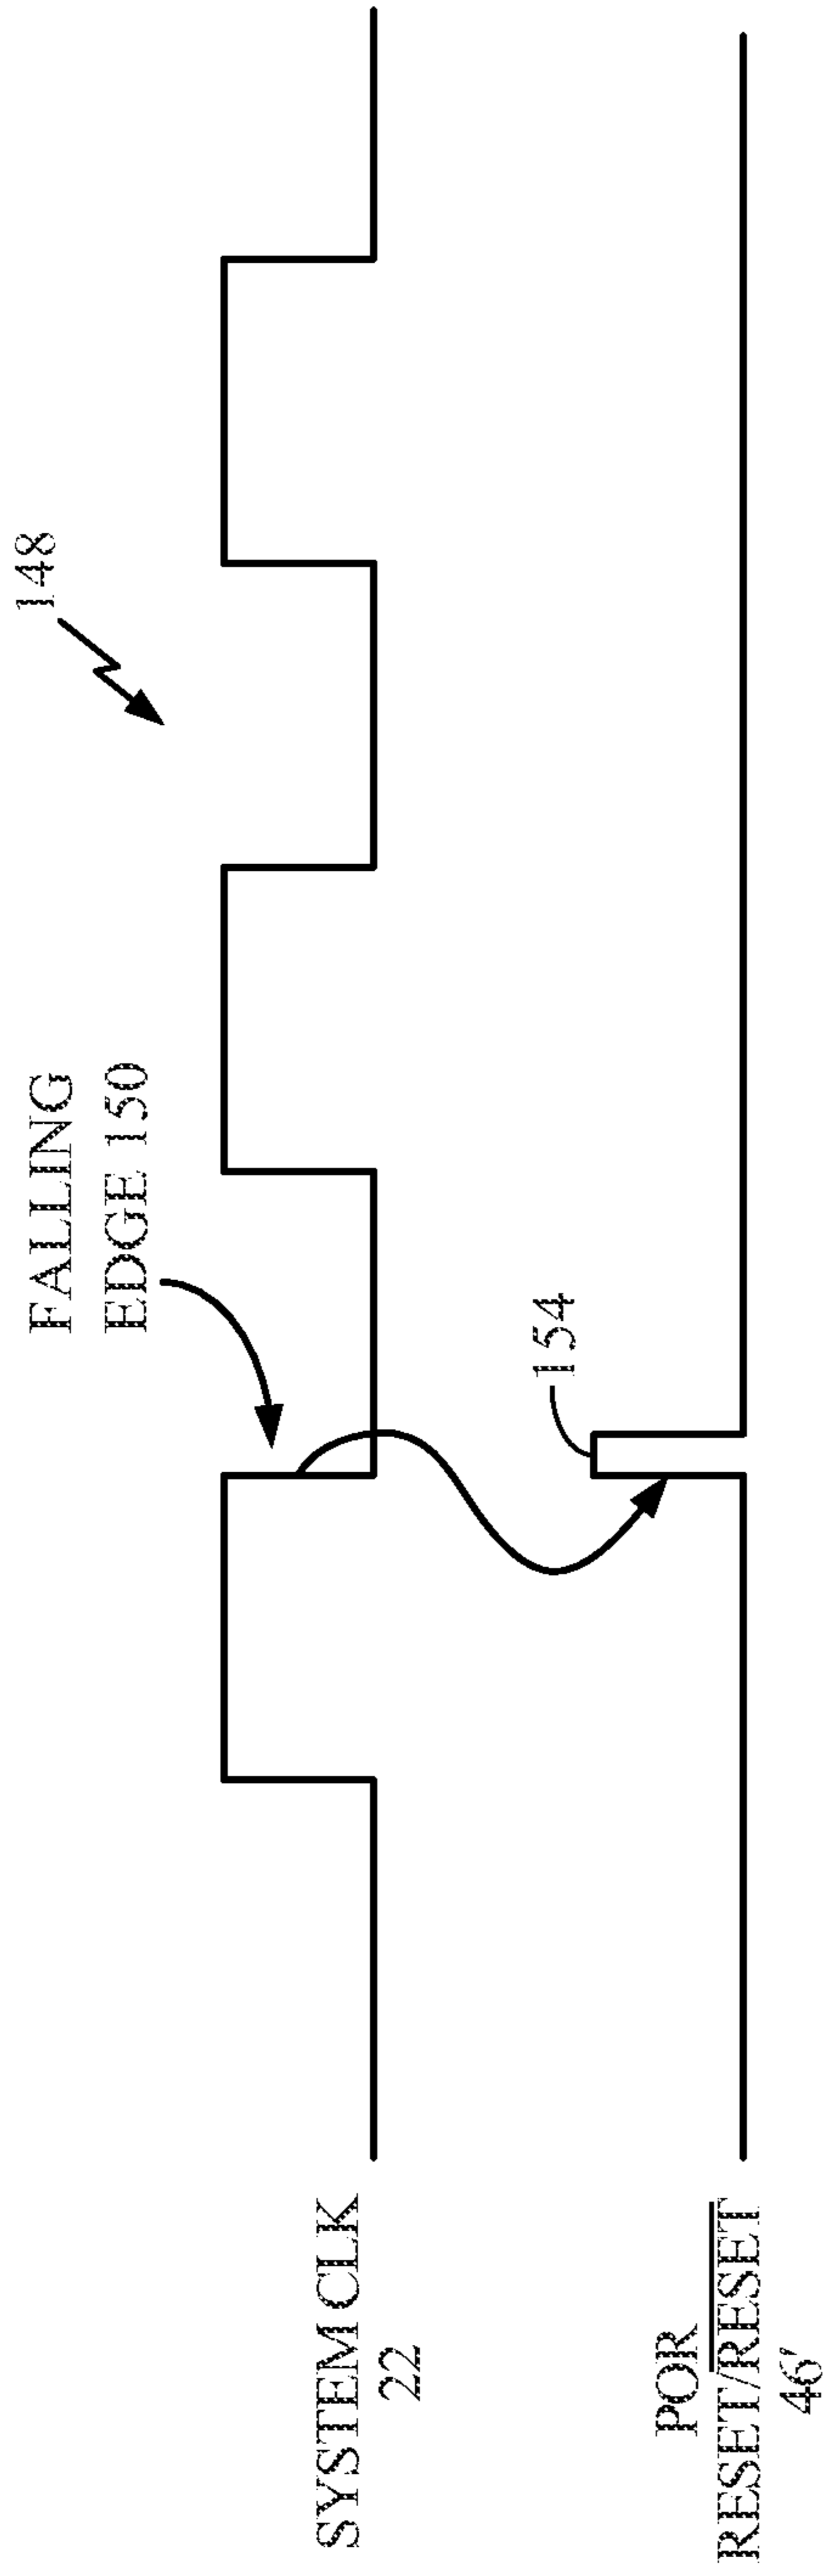 148
FALLING
EDGE 150
SYSTEM CLK
22
154
POR
RESET/RESET
46′